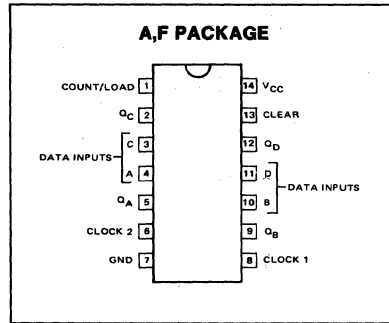 A,F PACKAGE
COUNT/LOAD 1
QC 2
C 3
DATA INPUTS
A 4
QA 5
CLOCK 2 6
GND 7
14 VCC
13 CLEAR
12 QD
11 D
DATA INPUTS
10 B
9 QB
8 CLOCK 1